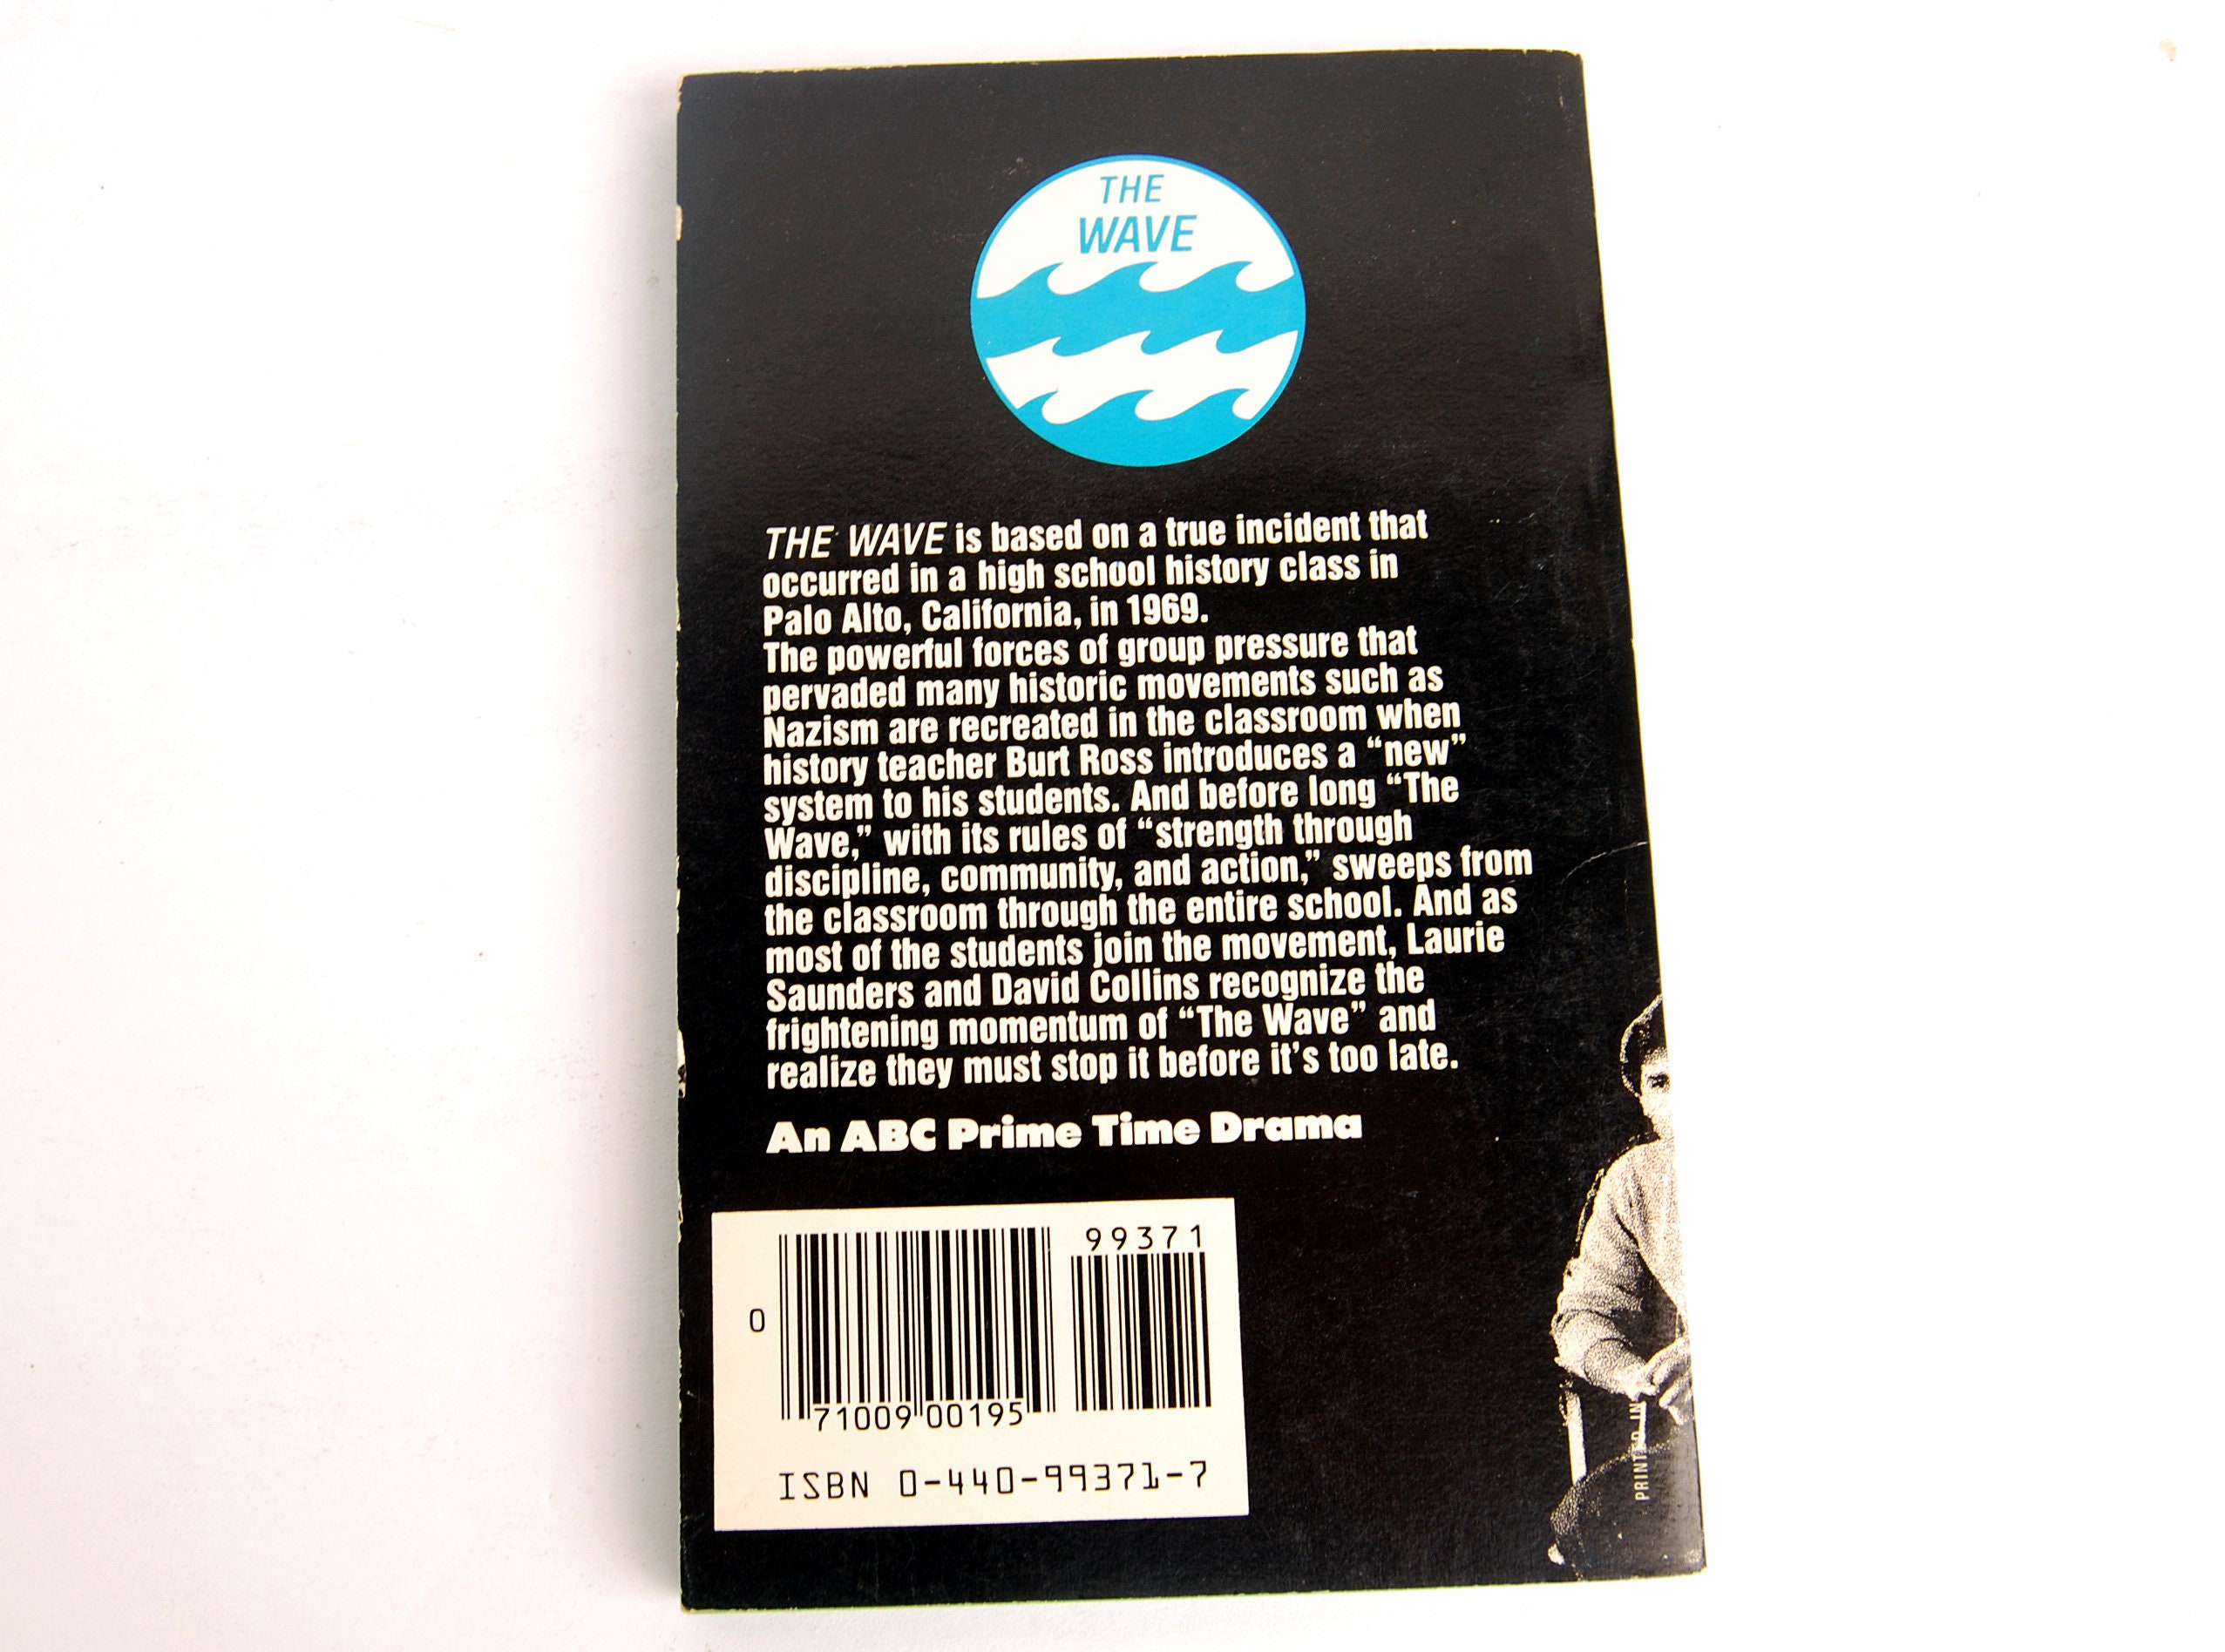 THE
WAVE
THE WAVE is based on a true incident that
occurred in a high school history class in
Palo Alto, California, in 1969.
The powerful forces of group pressure that
pervaded many historic movements such as
Nazism are recreated in the classroom when
history teacher Burt Ross introduces a “new”
system to his students. And before long “The
Wave,” with its rules of “strength through
discipline, community, and action,” sweeps from
the classroom through the entire school. And as
most of the students join the movement, Laurie
Saunders and David Collins recognize the
frightening momentum of “The Wave” and
realize they must stop it before it’s too late.
An ABC Prime Time Drama
99371
0
71009 00195
ISBN 0-440-99371-7
PRINTED IN